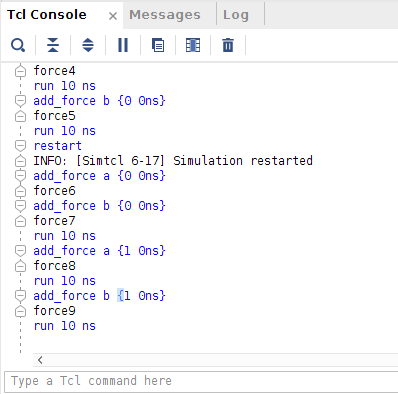 Tcl Console × Messages Log
force4
run 10 ns
add_force b {0 0ns}
force5
run 10 ns
restart
INFO: [Simtcl 6-17] Simulation restarted
add_force a {0 0ns}
force6
add_force b {0 0ns}
force7
run 10 ns
add_force a {1 0ns}
force8
run 10 ns
add_force b {1 0ns}
force9
run 10 ns
Type a Tcl command here